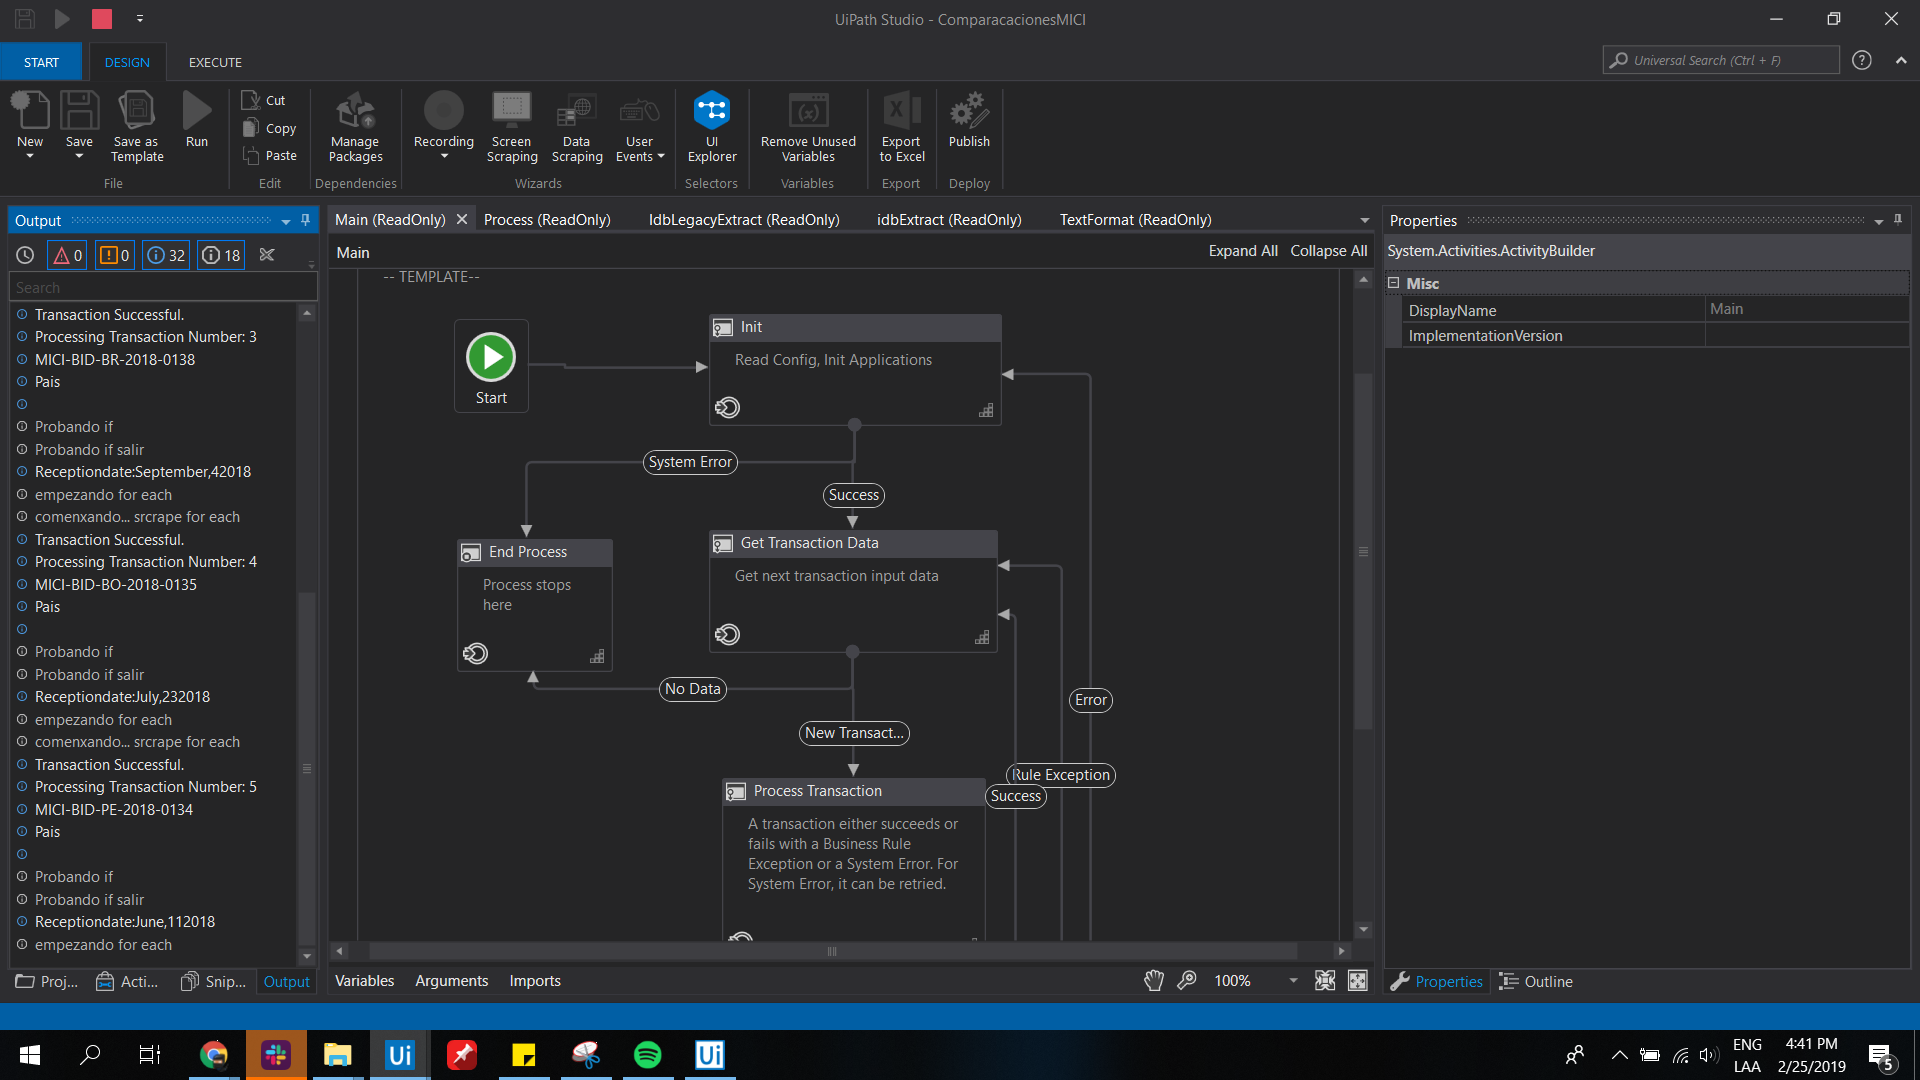 UiPath Studio - ComparacacionesMICI
START
DESIGN
EXECUTE
Universal Search (Ctrl + F)
New
Save
Save as
Template
Run
Cut
Copy
Paste
Manage
Packages
Recording
Screen
Scraping
Data
Scraping
User
Events
UI
Explorer
Remove Unused
Variables
Export
to Excel
Publish
File
Edit
Dependencies
Wizards
Selectors
Variables
Export
Deploy
Output
0
0
32
18
Search
Transaction Successful.
Processing Transaction Number: 3
MICI-BID-BR-2018-0138
Pais
Probando if
Probando if salir
Receptiondate:September,42018
empezando for each
comenxando... srcrape for each
Transaction Successful.
Processing Transaction Number: 4
MICI-BID-BO-2018-0135
Pais
Probando if
Probando if salir
Receptiondate:July,232018
empezando for each
comenxando... srcrape for each
Transaction Successful.
Processing Transaction Number: 5
MICI-BID-PE-2018-0134
Pais
Probando if
Probando if salir
Receptiondate:June,112018
empezando for each
Proj...
Acti...
Snip...
Output
Main (ReadOnly)
Process (ReadOnly)
IdbLegacyExtract (ReadOnly)
idbExtract (ReadOnly)
TextFormat (ReadOnly)
Main
Expand All
Collapse All
-- TEMPLATE--
Start
Init
Read Config, Init Applications
System Error
Success
End Process
Process stops
here
Get Transaction Data
Get next transaction input data
No Data
New Transact...
Error
Rule Exception
Success
Process Transaction
A transaction either succeeds or
fails with a Business Rule
Exception or a System Error. For
System Error, it can be retried.
Variables
Arguments
Imports
100%
Properties
System.Activities.ActivityBuilder
Misc
DisplayName
Main
ImplementationVersion
Properties
Outline
Ui
Ui
ENG
LAA
4:41 PM
2/25/2019
5